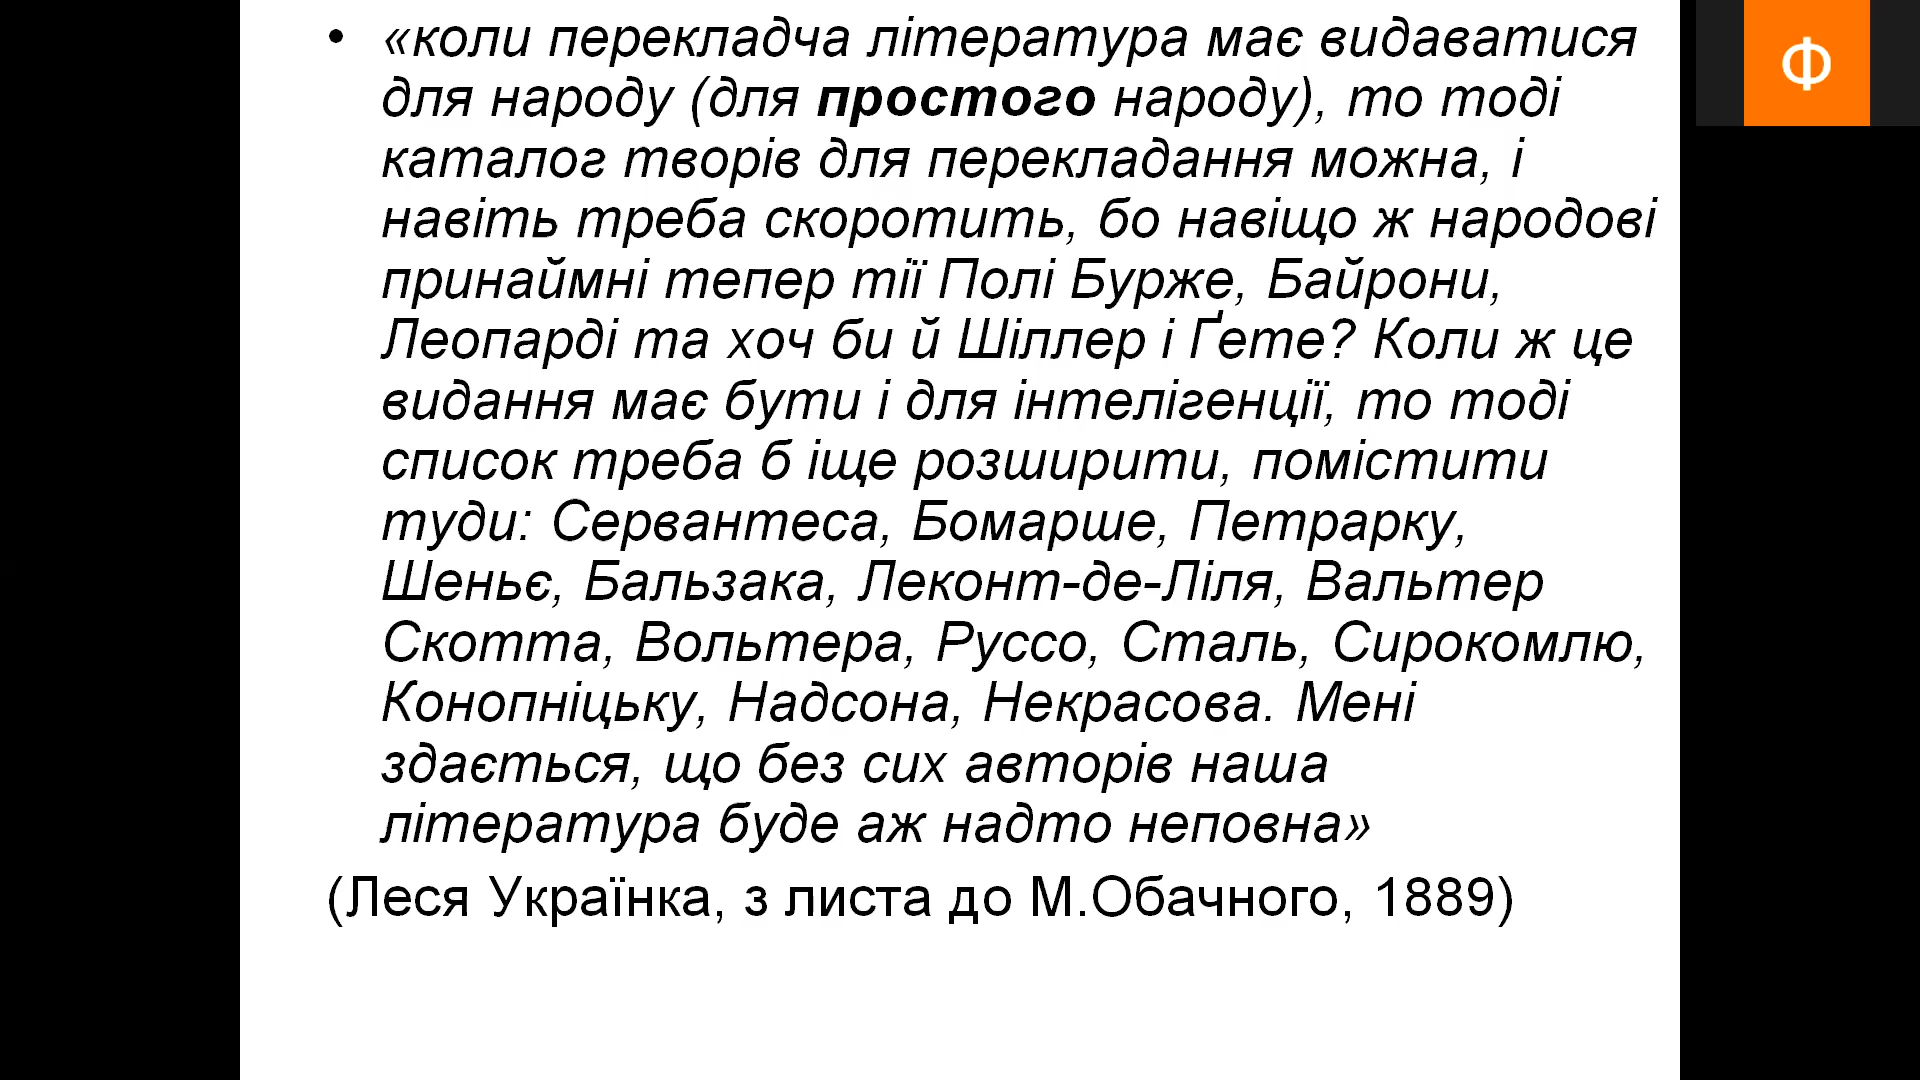 • «коли перекладча література має видаватися
для народу (для простого народу), то тоді
каталог творів для перекладання можна, і
навіть треба скоротить, бо навіщо ж народові
принаймні тепер тії Полі Бурже, Байрони,
Леопарді та хоч би й Шіллер і Ґете? Коли ж це
видання має бути і для інтелігенції, то тоді
список треба б іще розширити, помістити
туди: Сервантеса, Бомарше, Петрарку,
Шеньє, Бальзака, Леконт-де-Ліля, Вальтер
Скотта, Вольтера, Руссо, Сталь, Сирокомлю,
Конопніцьку, Надсона, Некрасова. Мені
здається, що без сих авторів наша
література буде аж надто неповна»
(Леся Українка, з листа до М.Обачного, 1889)
Ф